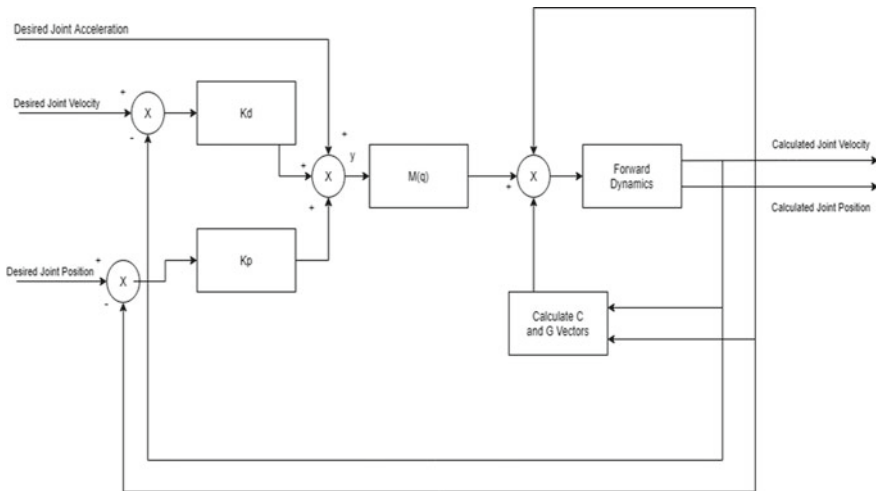 Desired Joint Acceleration
+
+
Desired Joint Velocity
X
Kd
-
+
y
+
X
M(q)
+
X
Forward
Dynamics
Calculated Joint Velocity
Calculated Joint Position
+
+
Desired Joint Position
X
Kp
-
Calculate C
and G Vectors